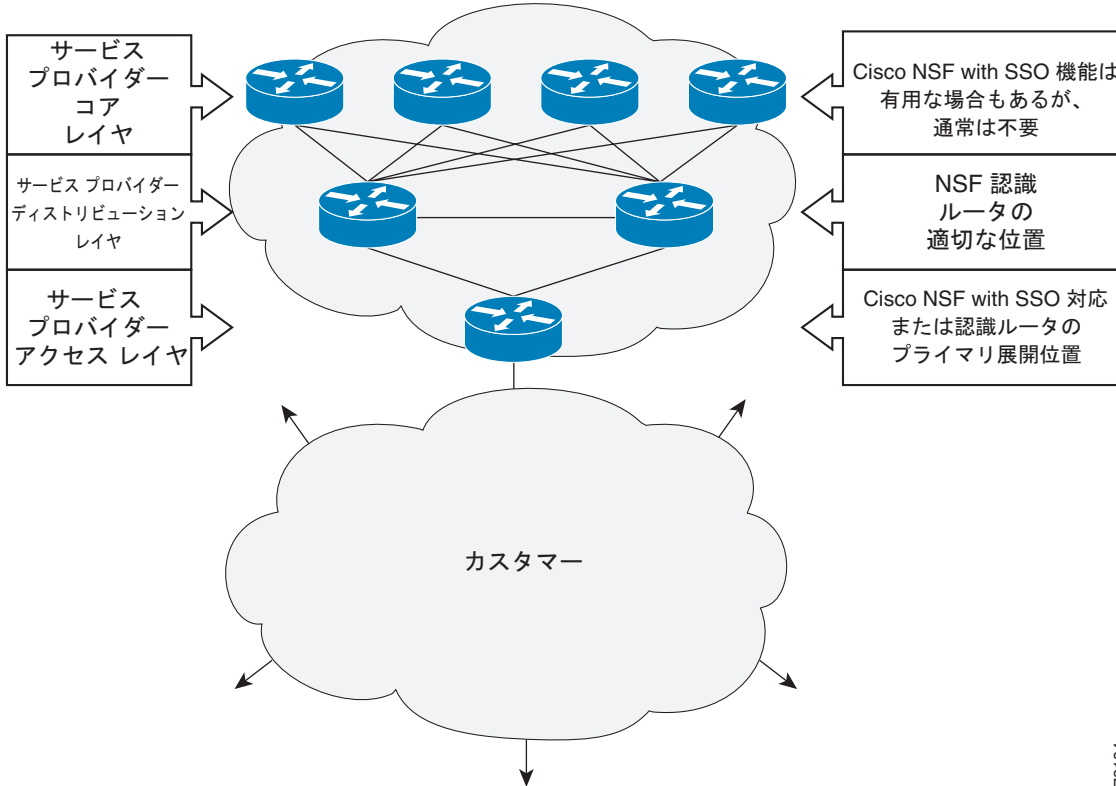 サービス
プロバイダー
コア
レイヤ
Cisco NSF with SSO 機能は
有用な場合もあるが、
通常は不要
サービス プロバイダー
ディストリビューション
レイヤ
NSF 認識
ルータの
適切な位置
サービス
プロバイダー
アクセス レイヤ
Cisco NSF with SSO 対応
または認識ルータの
プライマリ展開位置
カスタマー